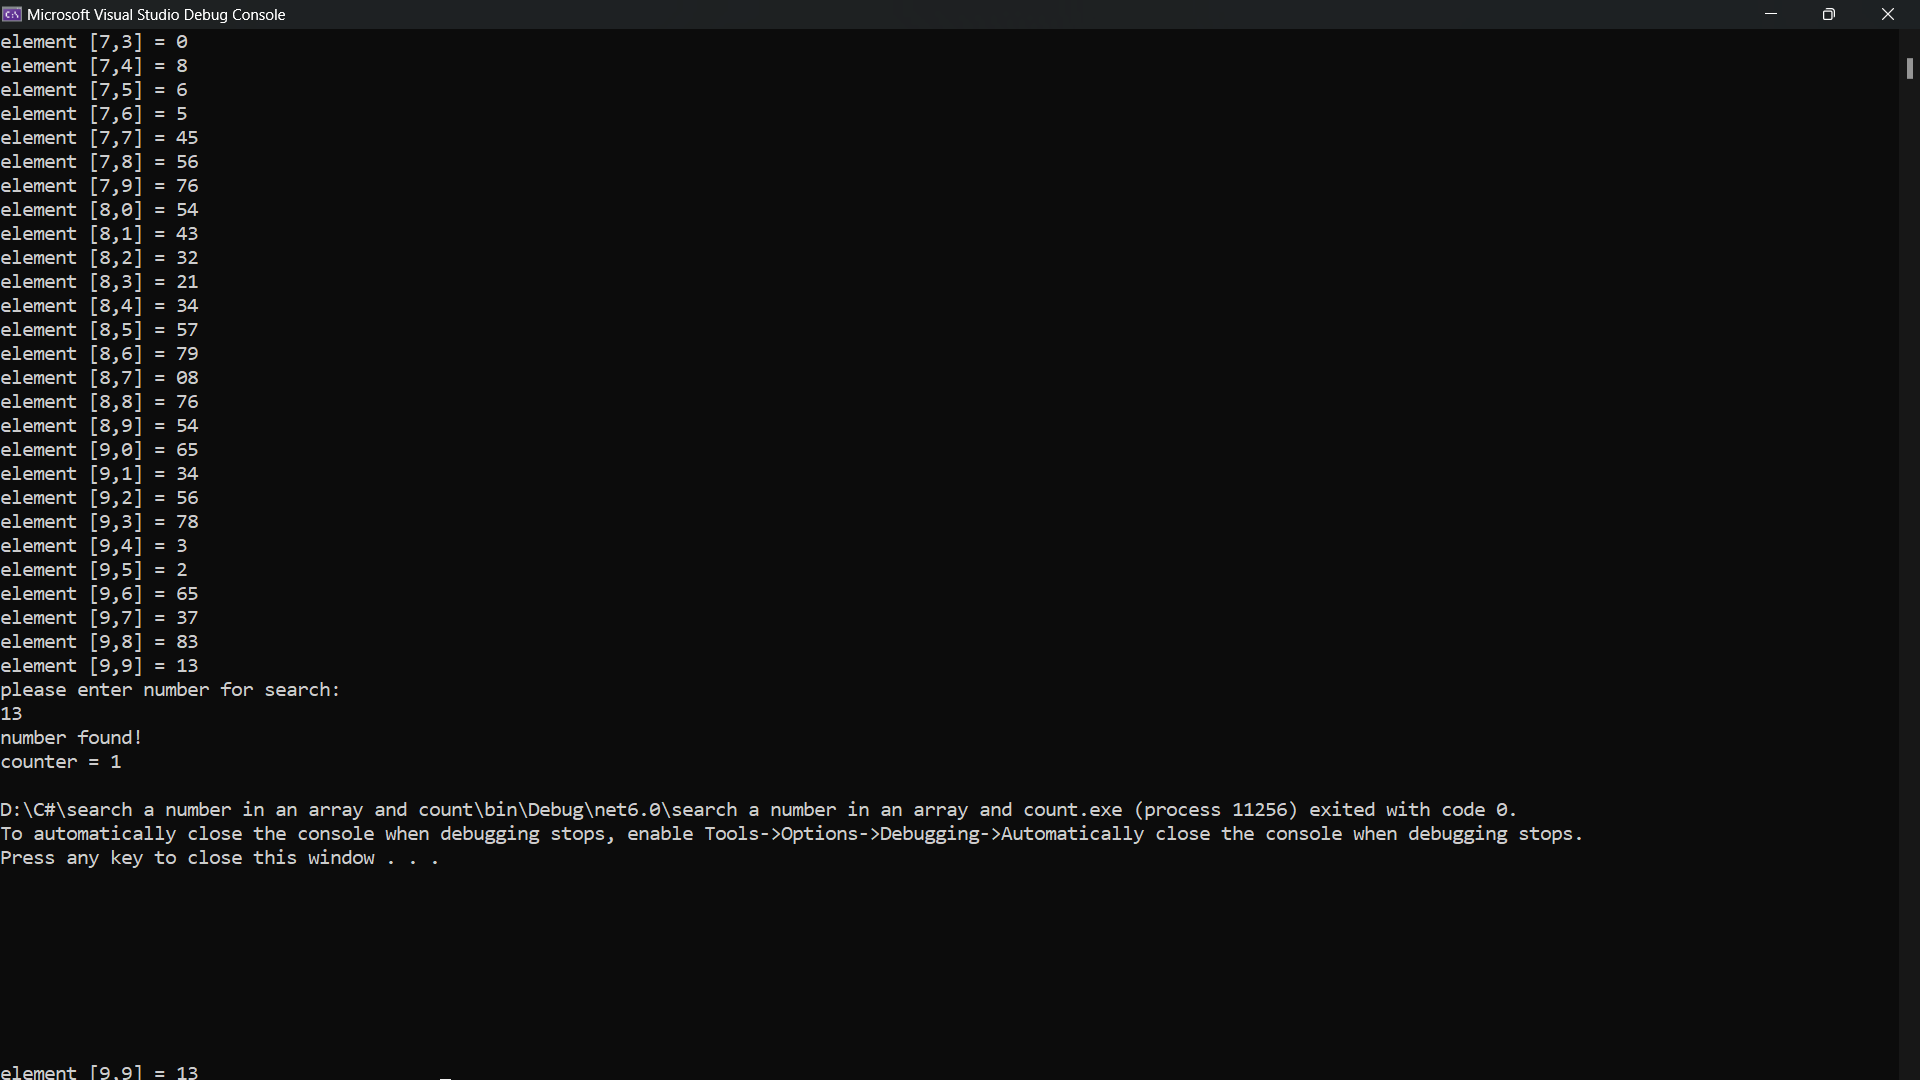 Microsoft Visual Studio Debug Console
element [7,3] = 0
element [7,4] = 8
element [7,5] = 6
element [7,6] = 5
element [7,7] = 45
element [7,8] = 56
element [7,9] = 76
element [8,0] = 54
element [8,1] = 43
element [8,2] = 32
element [8,3] = 21
element [8,4] = 34
element [8,5] = 57
element [8,6] = 79
element [8,7] = 08
element [8,8] = 76
element [8,9] = 54
element [9,0] = 65
element [9,1] = 34
element [9,2] = 56
element [9,3] = 78
element [9,4] = 3
element [9,5] = 2
element [9,6] = 65
element [9,7] = 37
element [9,8] = 83
element [9,9] = 13
please enter number for search:
13
number found!
counter = 1
D:\C#\search a number in an array and count\bin\Debug\net6.0\search a number in an array and count.exe (process 11256) exited with code 0.
To automatically close the console when debugging stops, enable Tools->Options->Debugging->Automatically close the console when debugging stops.
Press any key to close this window . . .
element [9,9] = 13